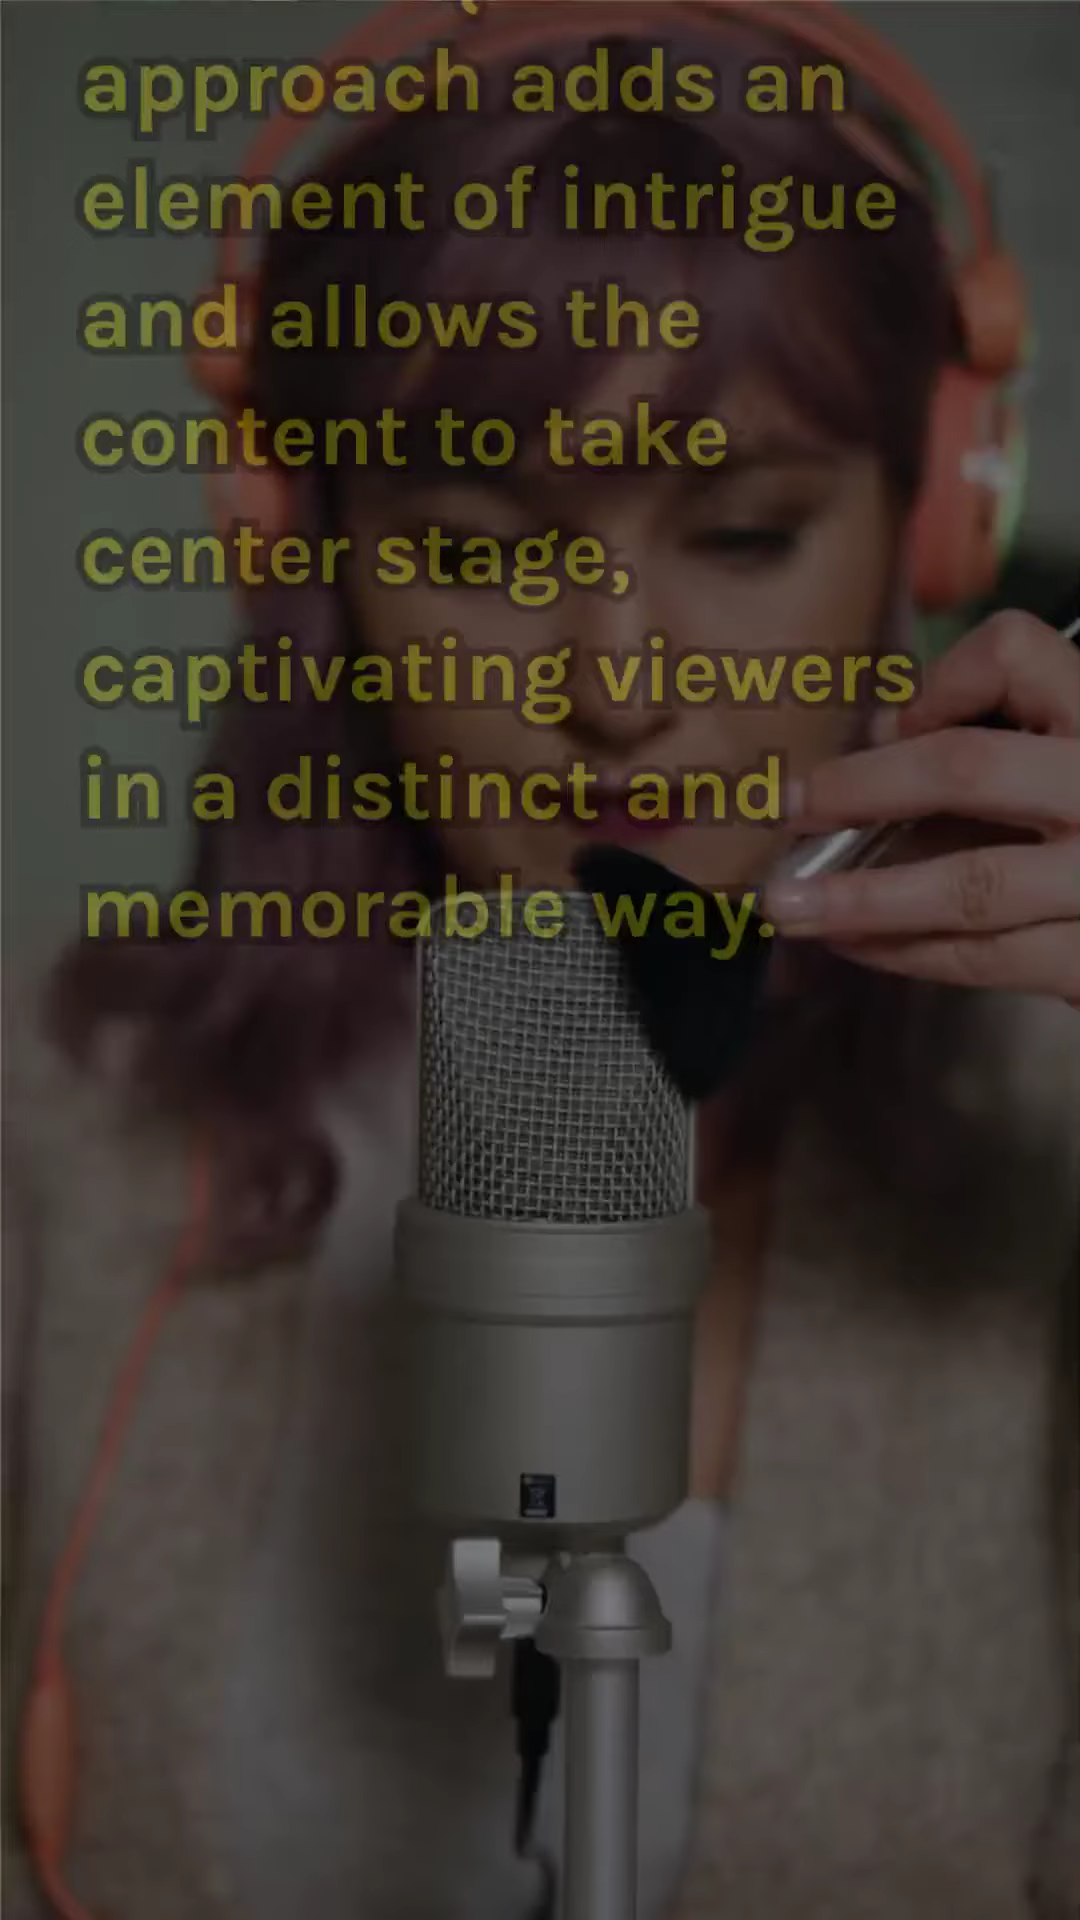 approach adds an
element of intrigue
and allows the
content to take
center stage,
captivating viewers
in a distinct and
memorable way.